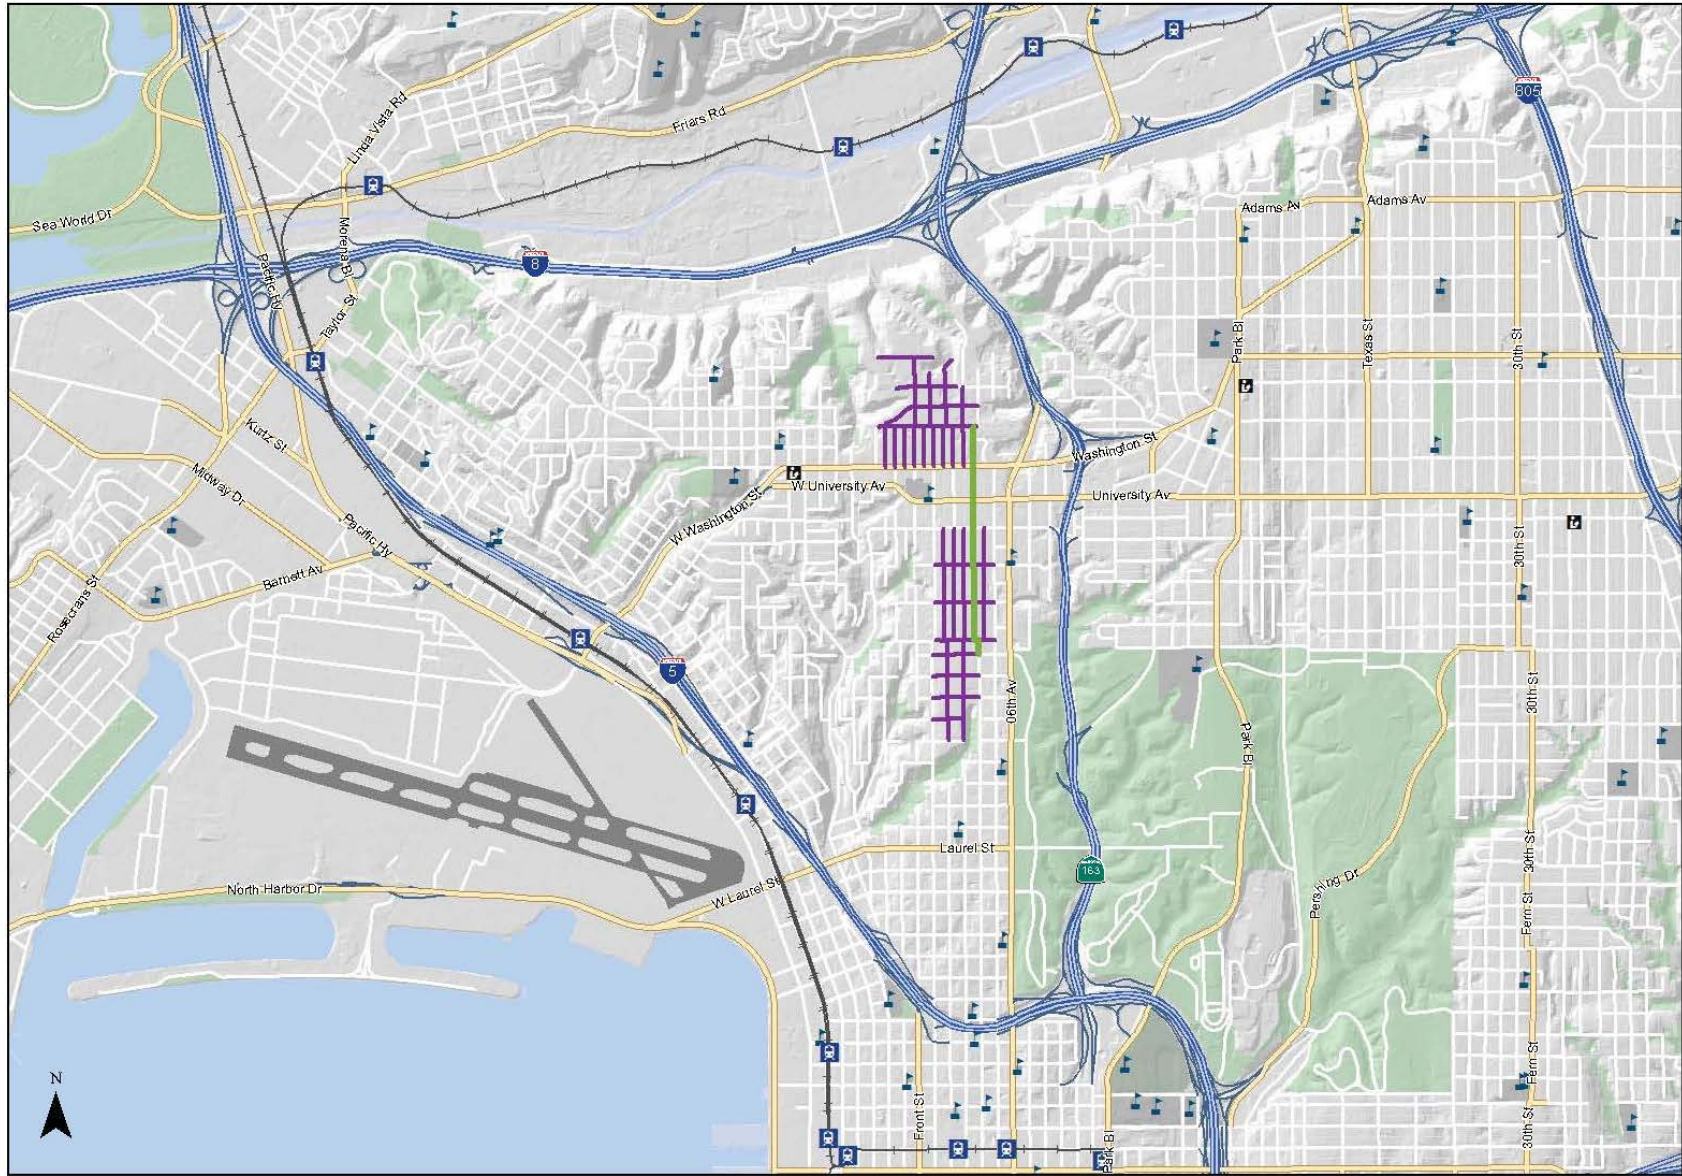 805
Linda Vista Rd
Friars Rd
Sea World Dr
Morena Bl
Adams Av
Adams Av
Pacific Hy
8
Taylor St
Park Bl
Texas St
30th St
Kurtz St
Washington St
Midway Dr
W University Av
University Av
W Washington St
Pacific Hy
30th St
Barnett Av
Rosecrans St
5
06th Av
30th St
Park Bl
Laurel St
30th St
163
North Harbor Dr
W Laurel St
Pershing Dr
Fern St
N
Fern St
Front St
30th St
Park Bl